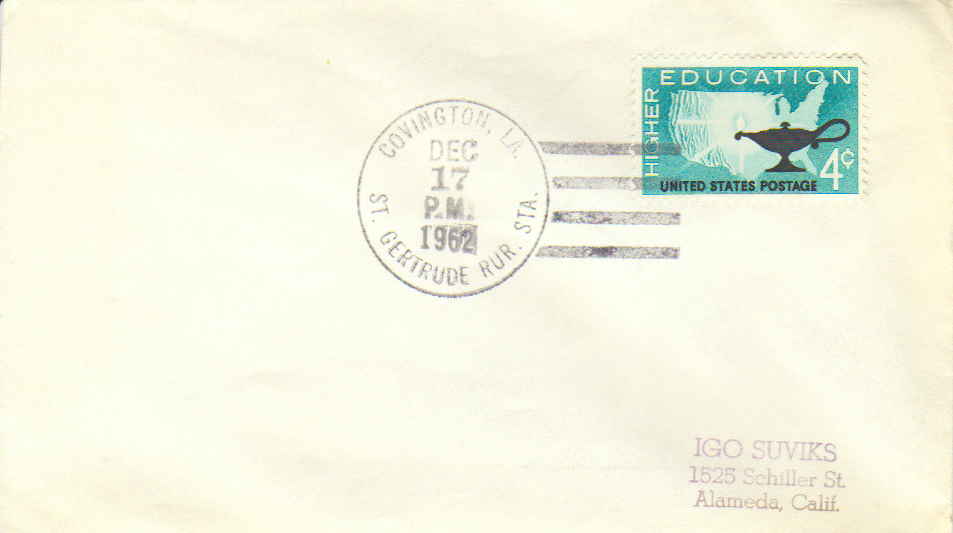 COVINGTON, LA.
DEC
17
P.M.
1962
ST. GERTRUDE RUR. STA.
HIGHER
EDUCATION
4¢
UNITED STATES POSTAGE
IGO SUVIKS
1525 Schiller St.
Alameda, Calif.